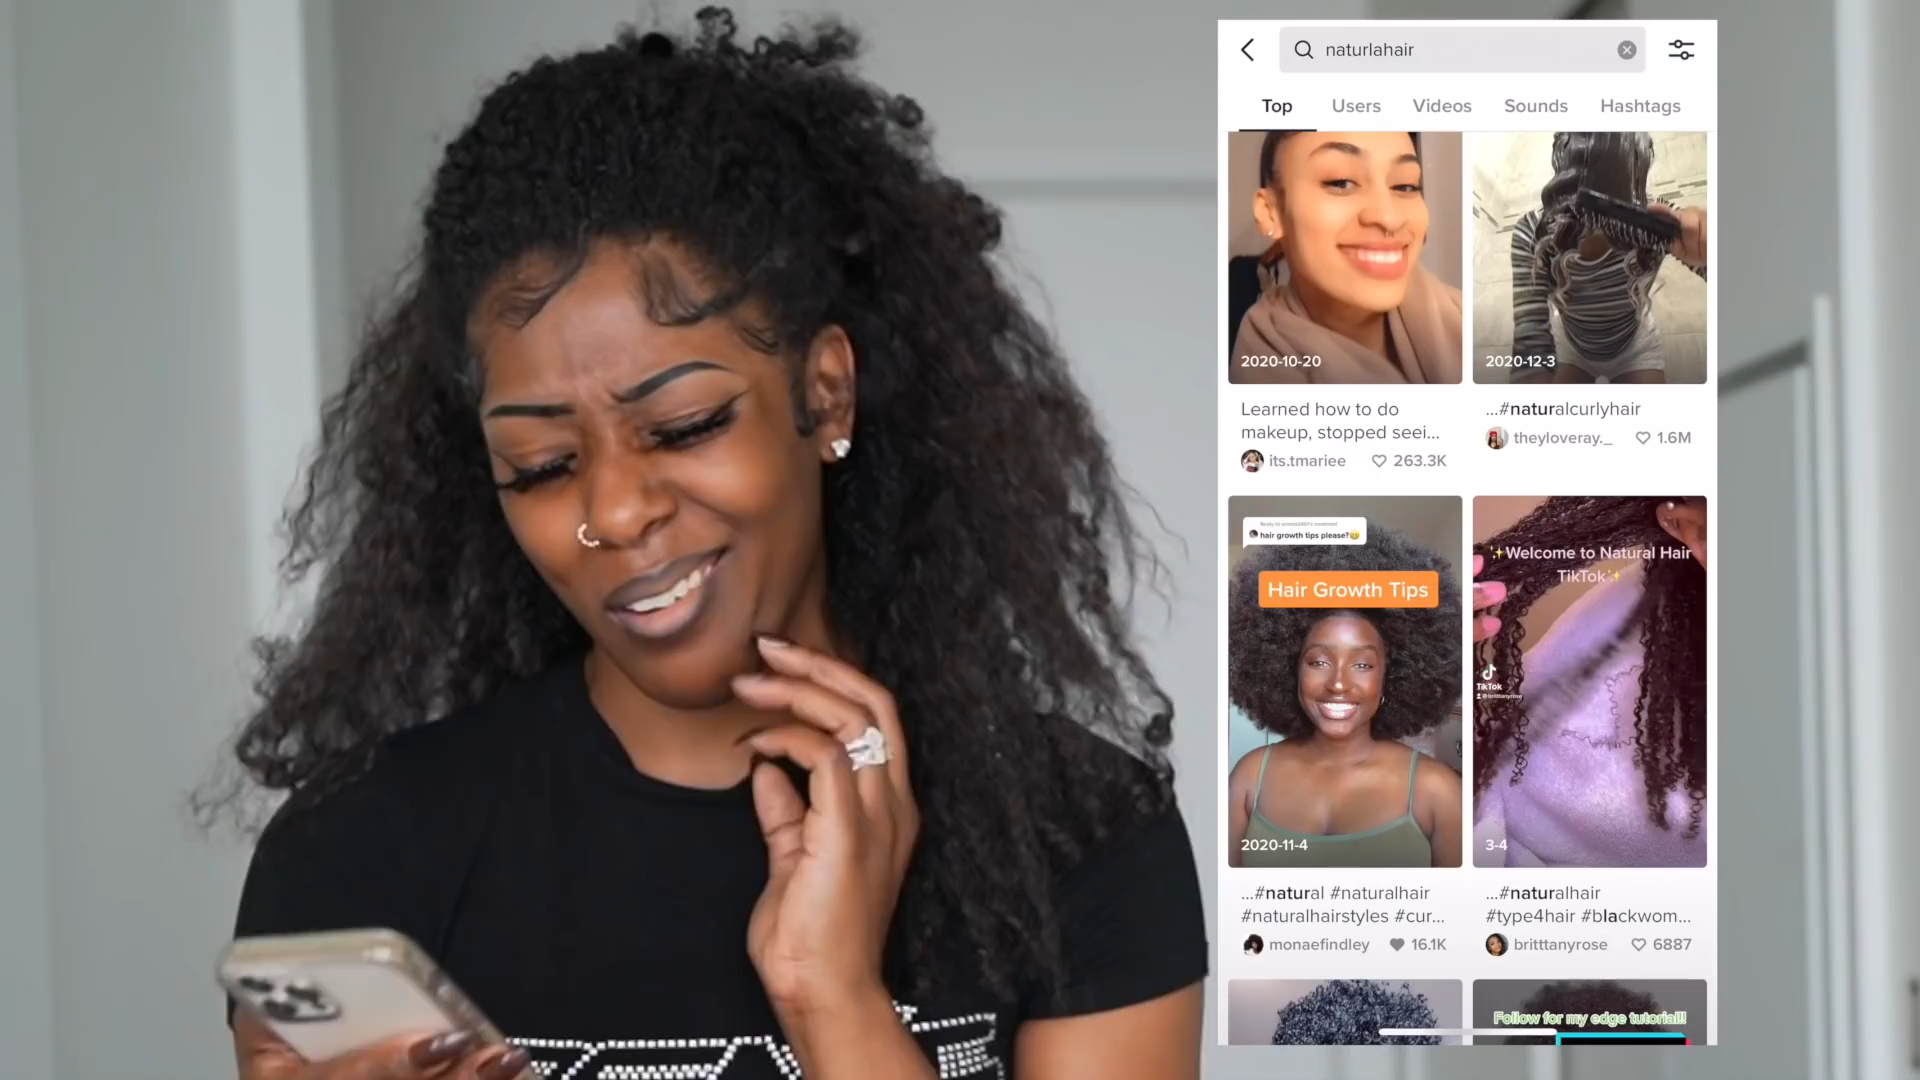 naturlahair
Top Users Videos Sounds Hashtags
2020-10-20
2020-12-3
Learned how to do
makeup, stopped seei...
its.tmariee 263.3K
...#naturalcurlyhair
theyloveray._ 1.6M
hair growth tips please?
Hair Growth Tips
2020-11-4
✨Welcome to Natural Hair
TikTok✨
TikTok
3-4
...#natural #naturalhair
#naturalhairstyles #cur...
monaefindley 16.1K
...#naturalhair
#type4hair #blackwom...
britttanyrose 6887
Follow for my edge tutorial!!